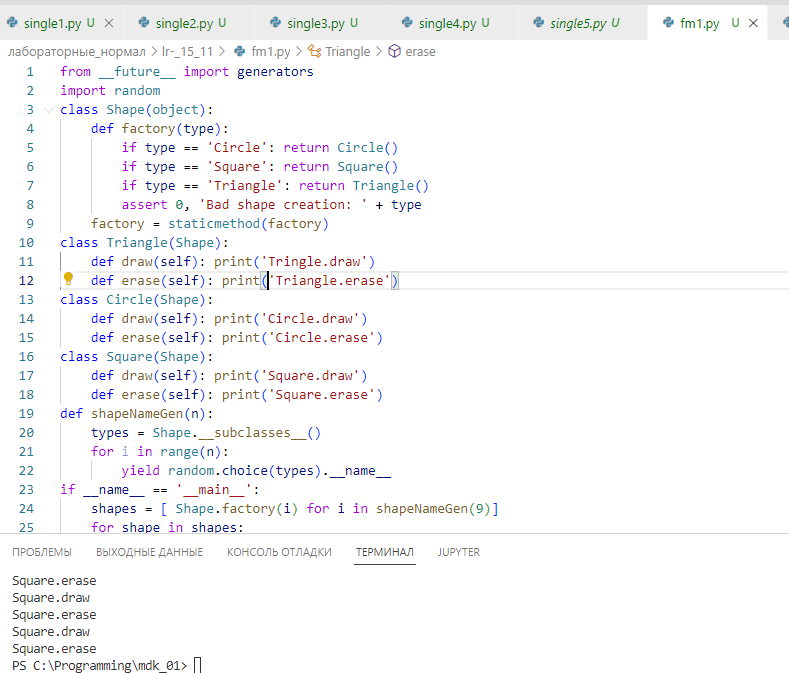 single1.py U
single2.py U
single3.py U
single4.py U
single5.py U
fm1.py U
лабораторные_нормал > lr-_15_11 > fm1.py > Triangle > erase
1 from __future__ import generators
2 import random
3 class Shape(object):
4 def factory(type):
5 if type == 'Circle': return Circle()
6 if type == 'Square': return Square()
7 if type == 'Triangle': return Triangle()
8 assert 0, 'Bad shape creation: ' + type
9 factory = staticmethod(factory)
10 class Triangle(Shape):
11 def draw(self): print('Tringle.draw')
12 def erase(self): print('Triangle.erase')
13 class Circle(Shape):
14 def draw(self): print('Circle.draw')
15 def erase(self): print('Circle.erase')
16 class Square(Shape):
17 def draw(self): print('Square.draw')
18 def erase(self): print('Square.erase')
19 def shapeNameGen(n):
20 types = Shape.__subclasses__()
21 for i in range(n):
22 yield random.choice(types).__name__
23 if __name__ == '__main__':
24 shapes = [ Shape.factory(i) for i in shapeNameGen(9)]
25 for shape in shapes:
ПРОБЛЕМЫ ВЫХОДНЫЕ ДАННЫЕ КОНСОЛЬ ОТЛАДКИ ТЕРМИНАЛ JUPYTER
Square.erase
Square.draw
Square.erase
Square.draw
Square.erase
PS C:\Programming\mdk_01>